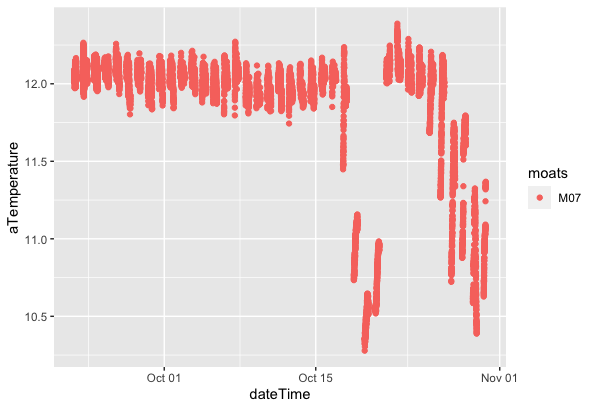 12.0
11.5
11.0
10.5
aTemperature
Oct 01
Oct 15
Nov 01
dateTime
moats
M07